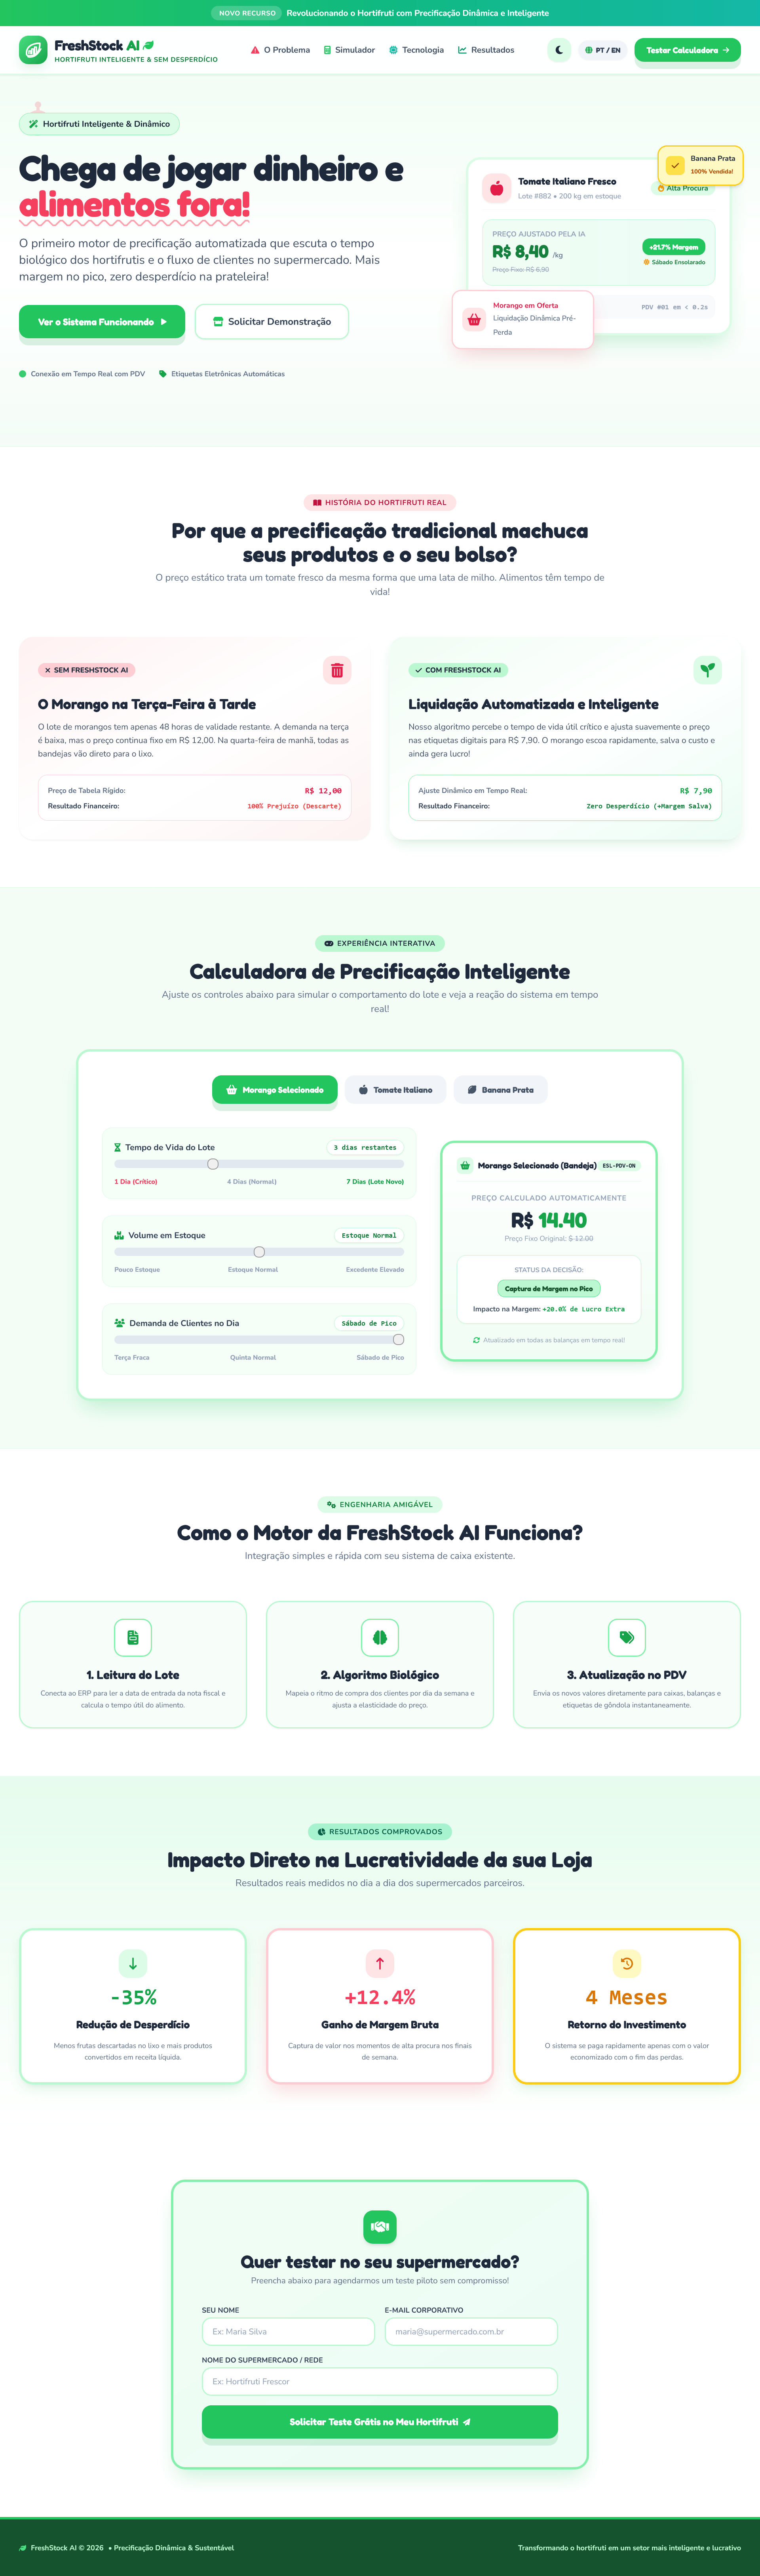 NOVO RECURSO Revolucionando o Hortifruti com Precificação Dinâmica e Inteligente
FreshStock AI
HORTIFRUTI INTELIGENTE & SEM DESPERDÍCIO
O Problema
Simulador
Tecnologia
Resultados
PT / EN
Testar Calculadora
Hortifruti Inteligente & Dinâmico
Chega de jogar dinheiro e
alimentos fora!
O primeiro motor de precificação automatizada que escuta o tempo
biológico dos hortifrutis e o fluxo de clientes no supermercado. Mais
margem no pico, zero desperdício na prateleira!
Ver o Sistema Funcionando
Solicitar Demonstração
Conexão em Tempo Real com PDV
Etiquetas Eletrônicas Automáticas
Banana Prata
100% Vendida!
Tomate Italiano Fresco
Lote #882 • 200 kg em estoque
Alta Procura
PREÇO AJUSTADO PELA IA
R$ 8,40 /kg
Preço Fixo: R$ 6,90
+21.7% Margem
Sábado Ensolarado
PDV #01 em < 0.2s
Morango em Oferta
Liquidação Dinâmica Pré-
Perda
HISTÓRIA DO HORTIFRUTI REAL
Por que a precificação tradicional machuca
seus produtos e o seu bolso?
O preço estático trata um tomate fresco da mesma forma que uma lata de milho. Alimentos têm tempo de
vida!
SEM FRESHSTOCK AI
O Morango na Terça-Feira à Tarde
O lote de morangos tem apenas 48 horas de validade restante. A demanda na terça
é baixa, mas o preço continua fixo em R$ 12,00. Na quarta-feira de manhã, todas as
bandejas vão direto para o lixo.
Preço de Tabela Rígido: R$ 12,00
Resultado Financeiro: 100% Prejuízo (Descarte)
COM FRESHSTOCK AI
Liquidação Automatizada e Inteligente
Nosso algoritmo percebe o tempo de vida útil crítico e ajusta suavemente o preço
nas etiquetas digitais para R$ 7,90. O morango escoa rapidamente, salva o custo e
ainda gera lucro!
Ajuste Dinâmico em Tempo Real: R$ 7,90
Resultado Financeiro: Zero Desperdício (+Margem Salva)
EXPERIÊNCIA INTERATIVA
Calculadora de Precificação Inteligente
Ajuste os controles abaixo para simular o comportamento do lote e veja a reação do sistema em tempo
real!
Morango Selecionado
Tomate Italiano
Banana Prata
Tempo de Vida do Lote
3 dias restantes
1 Dia (Crítico)
4 Dias (Normal)
7 Dias (Lote Novo)
Volume em Estoque
Estoque Normal
Pouco Estoque
Estoque Normal
Excedente Elevado
Demanda de Clientes no Dia
Sábado de Pico
Terça Fraca
Quinta Normal
Sábado de Pico
Morango Selecionado (Bandeja)
ESL-PDV-ON
PREÇO CALCULADO AUTOMATICAMENTE
R$ 14.40
Preço Fixo Original: $ 12.00
STATUS DA DECISÃO:
Captura de Margem no Pico
Impacto na Margem: +20.0% de Lucro Extra
Atualizado em todas as balanças em tempo real!
ENGENHARIA AMIGÁVEL
Como o Motor da FreshStock AI Funciona?
Integração simples e rápida com seu sistema de caixa existente.
1. Leitura do Lote
Conecta ao ERP para ler a data de entrada da nota fiscal e
calcula o tempo útil do alimento.
2. Algoritmo Biológico
Mapeia o ritmo de compra dos clientes por dia da semana e
ajusta a elasticidade do preço.
3. Atualização no PDV
Envia os novos valores diretamente para caixas, balanças e
etiquetas de gôndola instantaneamente.
RESULTADOS COMPROVADOS
Impacto Direto na Lucratividade da sua Loja
Resultados reais medidos no dia a dia dos supermercados parceiros.
-35%
Redução de Desperdício
Menos frutas descartadas no lixo e mais produtos
convertidos em receita líquida.
+12.4%
Ganho de Margem Bruta
Captura de valor nos momentos de alta procura nos finais
de semana.
4 Meses
Retorno do Investimento
O sistema se paga rapidamente apenas com o valor
economizado com o fim das perdas.
Quer testar no seu supermercado?
Preencha abaixo para agendarmos um teste piloto sem compromisso!
SEU NOME
Ex: Maria Silva
E-MAIL CORPORATIVO
maria@supermercado.com.br
NOME DO SUPERMERCADO / REDE
Ex: Hortifruti Frescor
Solicitar Teste Grátis no Meu Hortifruti
FreshStock AI © 2026 • Precificação Dinâmica & Sustentável
Transformando o hortifruti em um setor mais inteligente e lucrativo